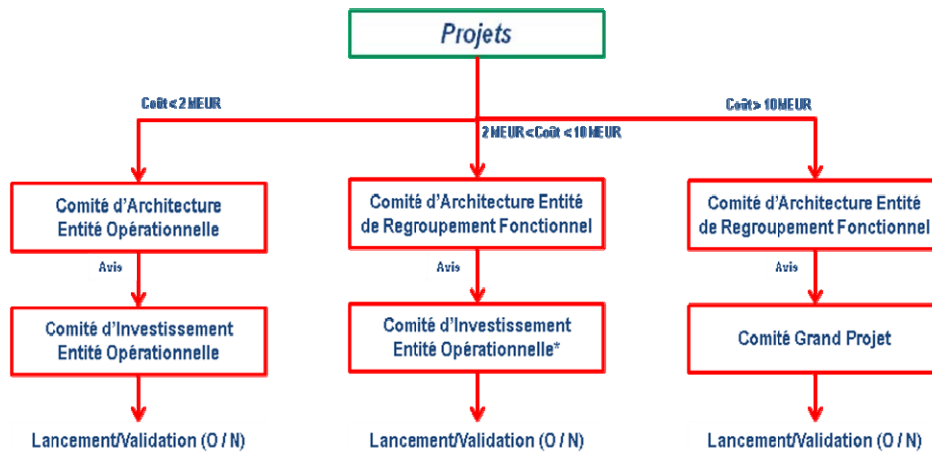 Projets
Coût < 2 MEUR
Coût > 10 MEUR
2 MEUR < Coût < 10 MEUR
Comité d'Architecture
Entité Opérationnelle
Comité d'Architecture Entité
de Regroupement Fonctionnel
Comité d'Architecture Entité
de Regroupement Fonctionnel
Avis
Avis
Avis
Comité d'Investissement
Entité Opérationnelle
Comité d'Investissement
Entité Opérationnelle*
Comité Grand Projet
Lancement/Validation (O / N)
Lancement/Validation (O / N)
Lancement/Validation (O / N)